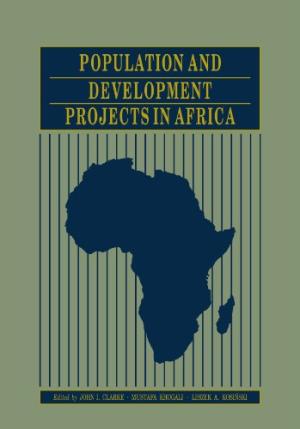 POPULATION AND
DEVELOPMENT
PROJECTS IN AFRICA
Edited by JOHN I. CLARKE · MUSTAFA KHOGALI · LESZEK A. KOSIŃSKI